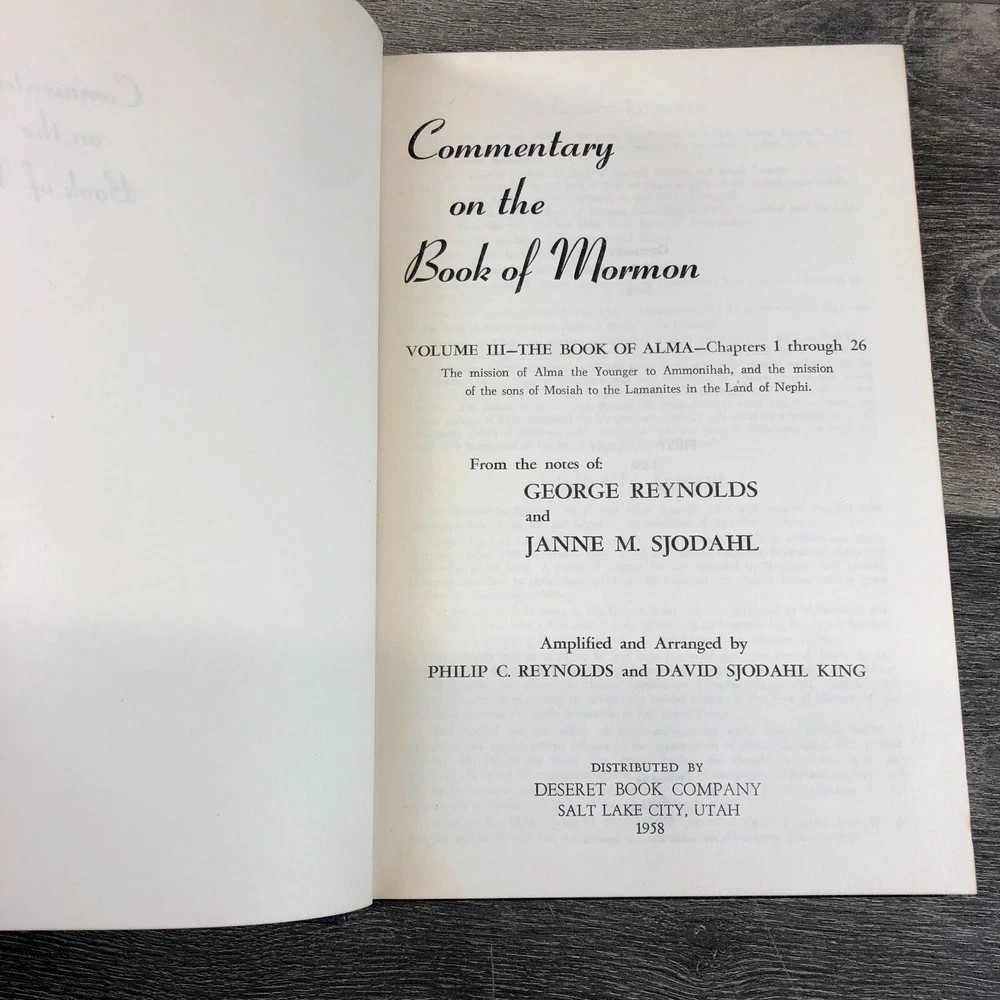 Commentary
on the
Book of Mormon
VOLUME III—THE BOOK OF ALMA—Chapters 1 through 26
The mission of Alma the Younger to Ammonihah, and the mission
of the sons of Mosiah to the Lamanites in the Land of Nephi.
From the notes of:
GEORGE REYNOLDS
and
JANNE M. SJODAHL
Amplified and Arranged by
PHILIP C. REYNOLDS and DAVID SJODAHL KING
DISTRIBUTED BY
DESERET BOOK COMPANY
SALT LAKE CITY, UTAH
1958